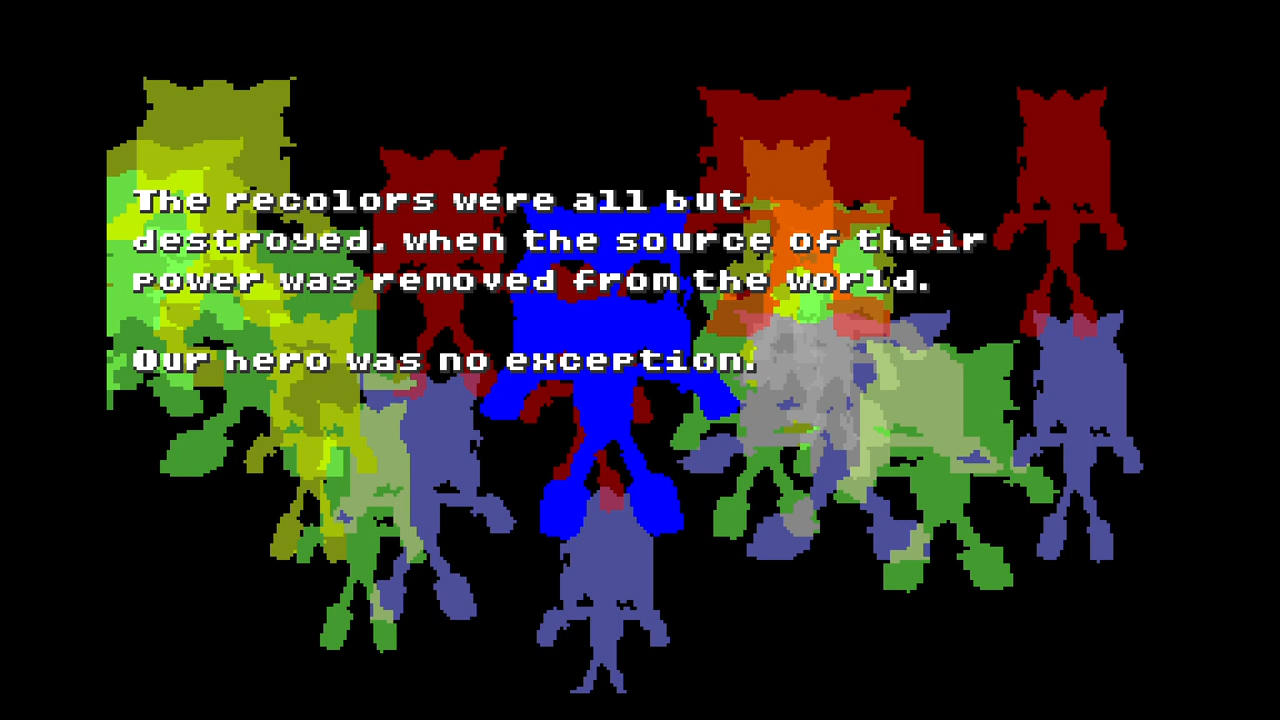 The recolors were all but
destroyed. when the source of their
power was removed from the world.
Our hero was no exception.